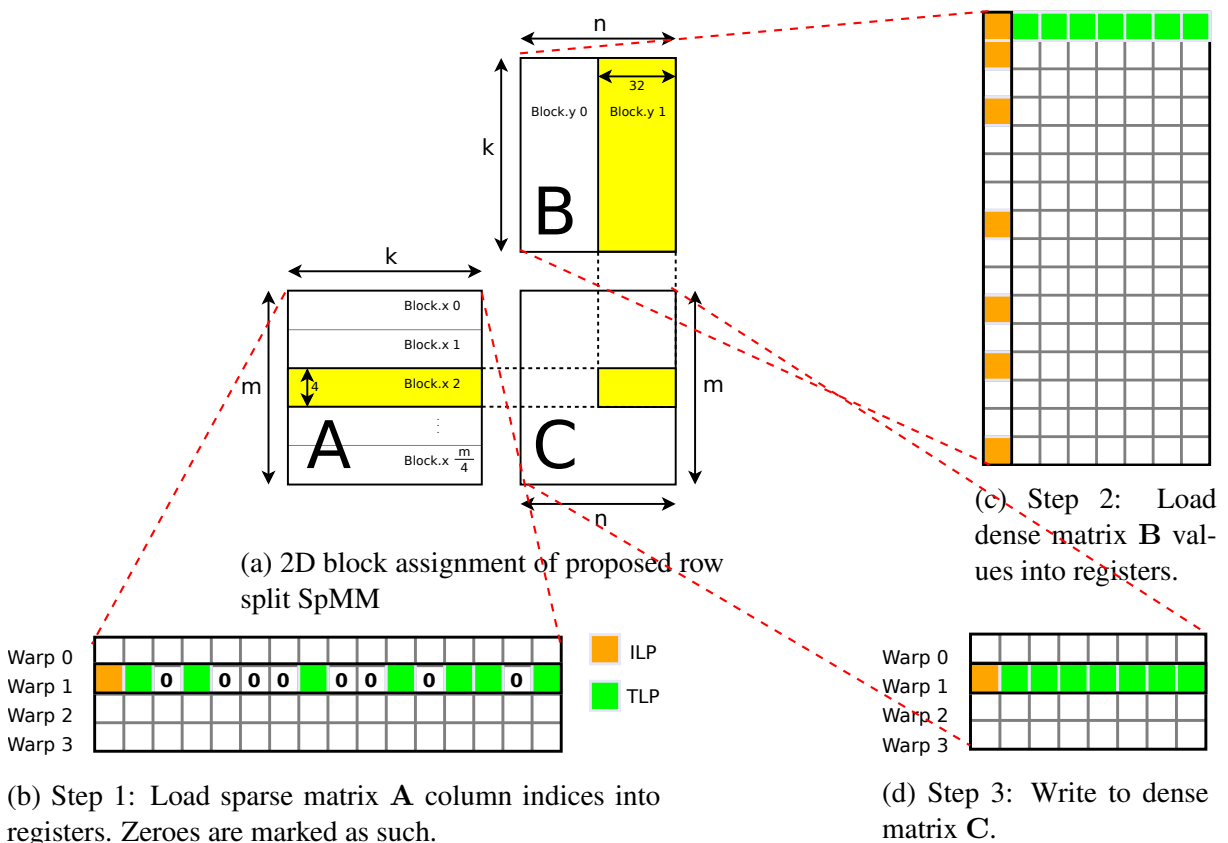 n
32
Block.y 0
Block.y 1
k
B
k
Block.x 0
Block.x 1
m
4
Block.x 2
⋮
A
Block.x m/4
C
m
n
(a) 2D block assignment of proposed row
split SpMM
(c) Step 2: Load
dense matrix B val-
ues into registers.
Warp 0
Warp 1
0 0 0 0 0 0 0 0
Warp 2
Warp 3
ILP
TLP
(b) Step 1: Load sparse matrix A column indices into
registers. Zeroes are marked as such.
Warp 0
Warp 1
Warp 2
Warp 3
(d) Step 3: Write to dense
matrix C.